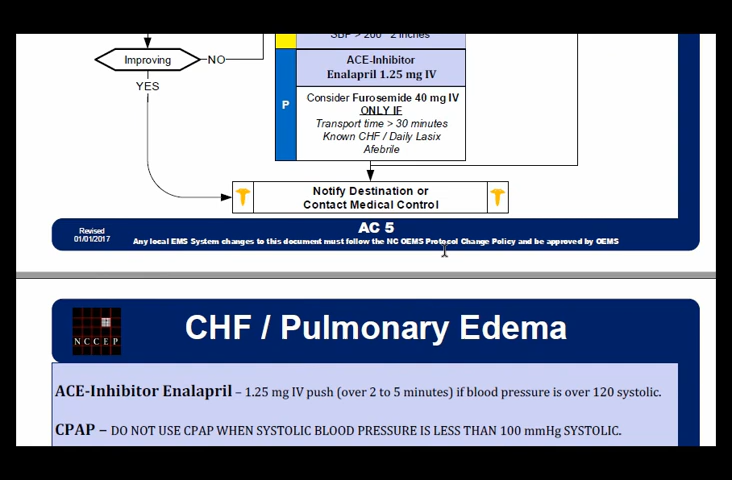 SBP > 200 2 Inches
Improving
NO
YES
ACE-Inhibitor
Enalapril 1.25 mg IV
P
Consider Furosemide 40 mg IV
ONLY IF
Transport time > 30 minutes
Known CHF / Daily Lasix
Afebrile
Notify Destination or
Contact Medical Control
Revised
01/01/2017
AC 5
Any local EMS System changes to this document must follow the NC OEMS Protocol Change Policy and be approved by OEMS
NCCEP
CHF / Pulmonary Edema
ACE-Inhibitor Enalapril – 1.25 mg IV push (over 2 to 5 minutes) if blood pressure is over 120 systolic.
CPAP – DO NOT USE CPAP WHEN SYSTOLIC BLOOD PRESSURE IS LESS THAN 100 mmHg SYSTOLIC.